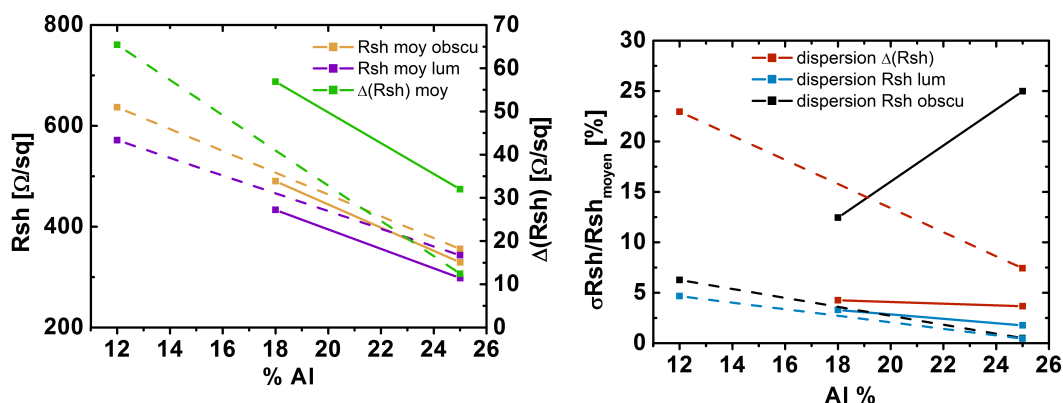 800
600
400
200
Rsh [Ω/sq]
70
60
50
40
30
20
10
0
Δ(Rsh) [Ω/sq]
Rsh moy obscu
Rsh moy lum
Δ(Rsh) moy
12 14 16 18 20 22 24 26
% Al
30
25
20
15
10
5
0
σRsh/Rsh moyen [%]
dispersion Δ(Rsh)
dispersion Rsh lum
dispersion Rsh obscu
12 14 16 18 20 22 24 26
Al %